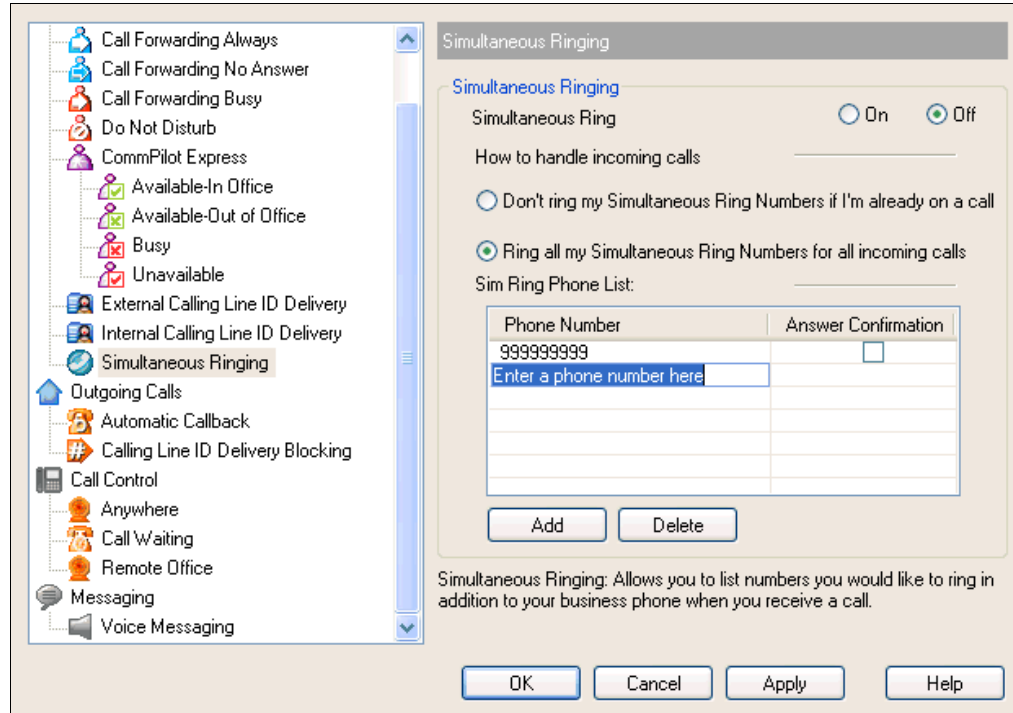 Call Forwarding Always
Call Forwarding No Answer
Call Forwarding Busy
Do Not Disturb
CommPilot Express
Available-In Office
Available-Out of Office
Busy
Unavailable
External Calling Line ID Delivery
Internal Calling Line ID Delivery
Simultaneous Ringing
Outgoing Calls
Automatic Callback
Calling Line ID Delivery Blocking
Call Control
Anywhere
Call Waiting
Remote Office
Messaging
Voice Messaging
Simultaneous Ringing
Simultaneous Ringing
Simultaneous Ring On Off
How to handle incoming calls
Don't ring my Simultaneous Ring Numbers if I'm already on a call
Ring all my Simultaneous Ring Numbers for all incoming calls
Sim Ring Phone List:
Phone Number Answer Confirmation
999999999
Enter a phone number here
Add Delete
Simultaneous Ringing: Allows you to list numbers you would like to ring in
addition to your business phone when you receive a call.
OK Cancel Apply Help